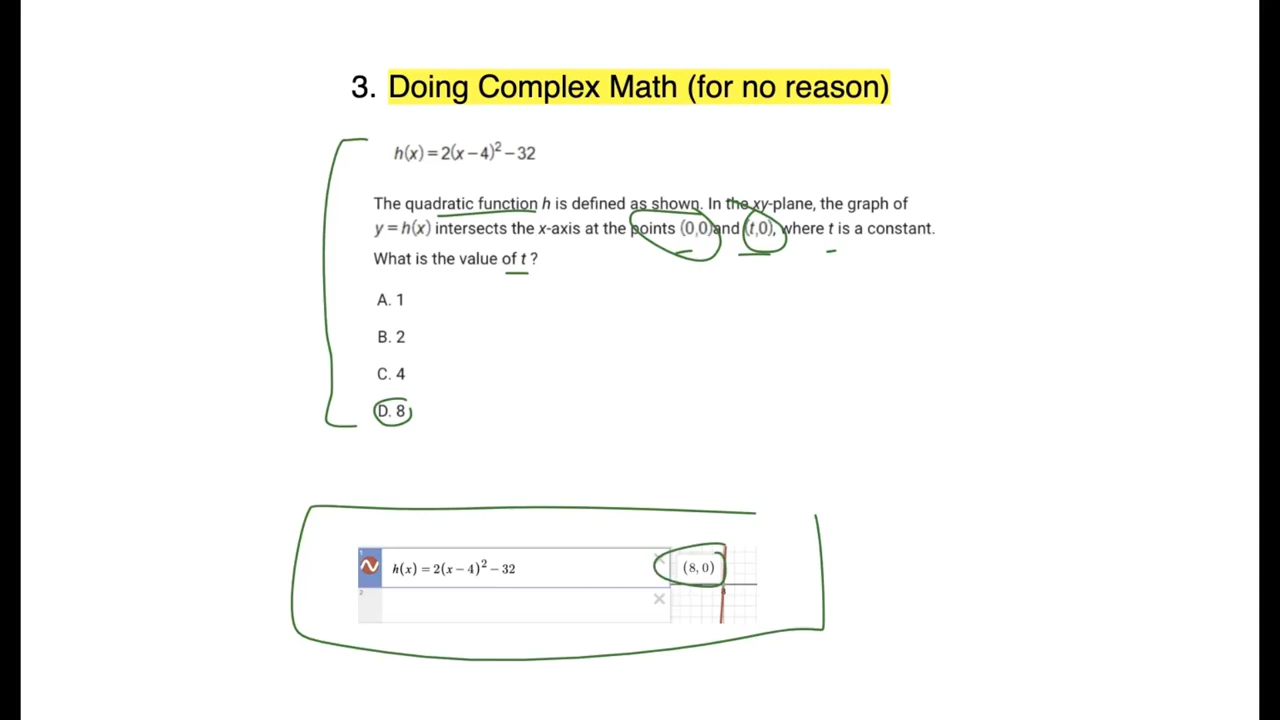 3. Doing Complex Math (for no reason)
h(x) = 2(x – 4)² – 32
The quadratic function h is defined as shown. In the xy-plane, the graph of
y = h(x) intersects the x-axis at the points (0,0) and (t,0), where t is a constant.
What is the value of t ?
A. 1
B. 2
C. 4
D. 8
1
h(x) = 2(x – 4)² – 32
(8, 0)
2